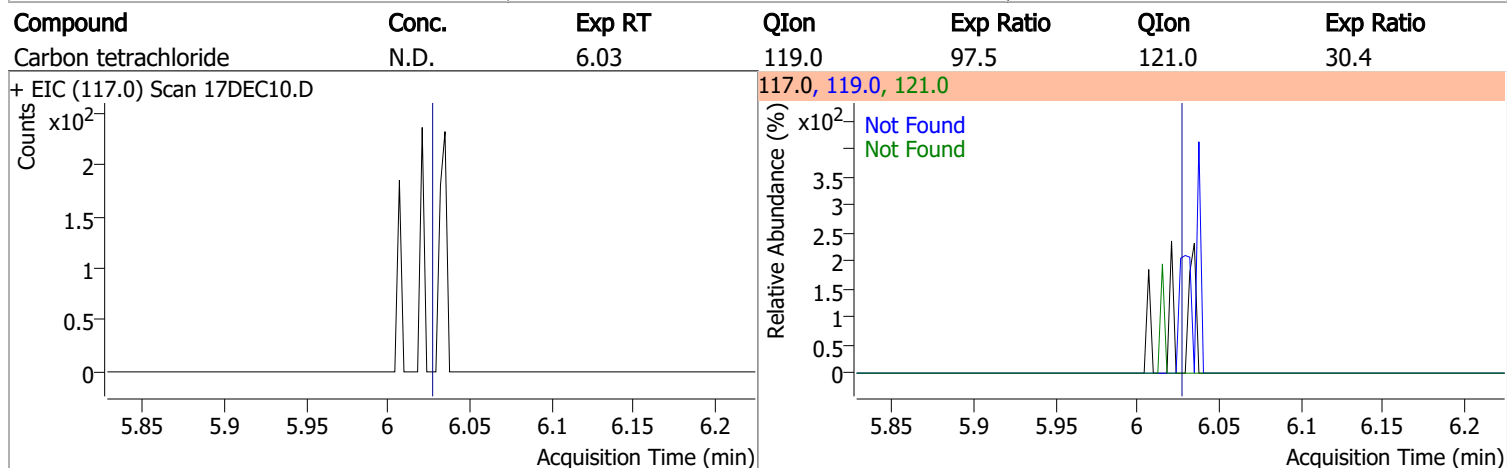 Compound Conc. Exp RT QIon Exp Ratio QIon Exp Ratio
Carbon tetrachloride N.D. 6.03 119.0 97.5 121.0 30.4
+ EIC (117.0) Scan 17DEC10.D
Counts
x10²
2
1.5
1
0.5
0
5.85 5.9 5.95 6 6.05 6.1 6.15 6.2
Acquisition Time (min)
117.0, 119.0, 121.0
Relative Abundance (%)
x10²
Not Found
Not Found
3.5
3
2.5
2
1.5
1
0.5
0
5.85 5.9 5.95 6 6.05 6.1 6.15 6.2
Acquisition Time (min)